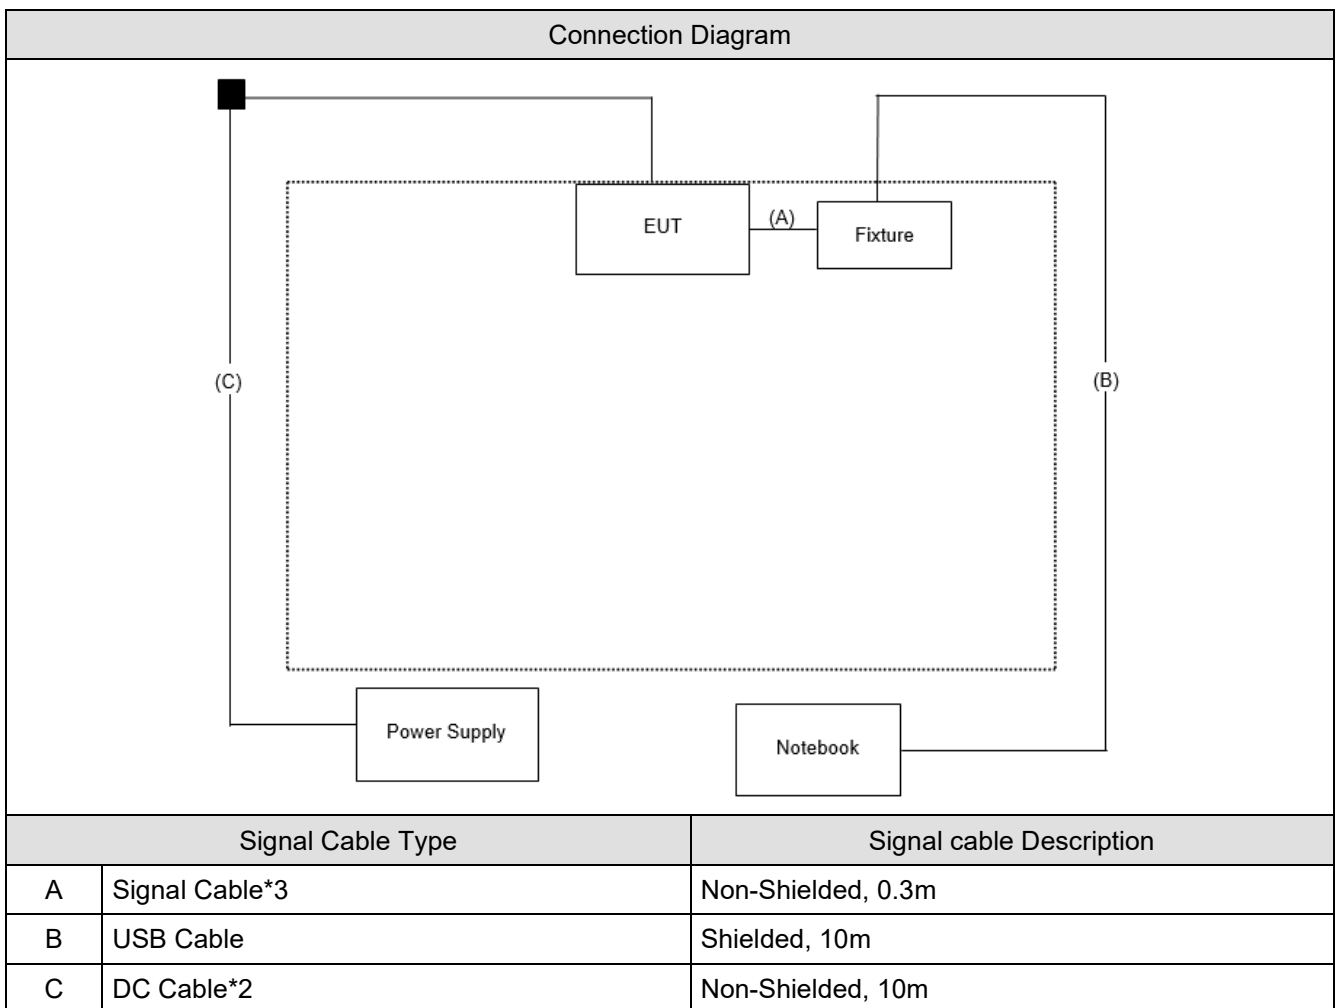 Connection Diagram
EUT
(A)
Fixture
(C)
(B)
Power Supply
Notebook
Signal Cable Type Signal cable Description
A Signal Cable*3 Non-Shielded, 0.3m
B USB Cable Shielded, 10m
C DC Cable*2 Non-Shielded, 10m